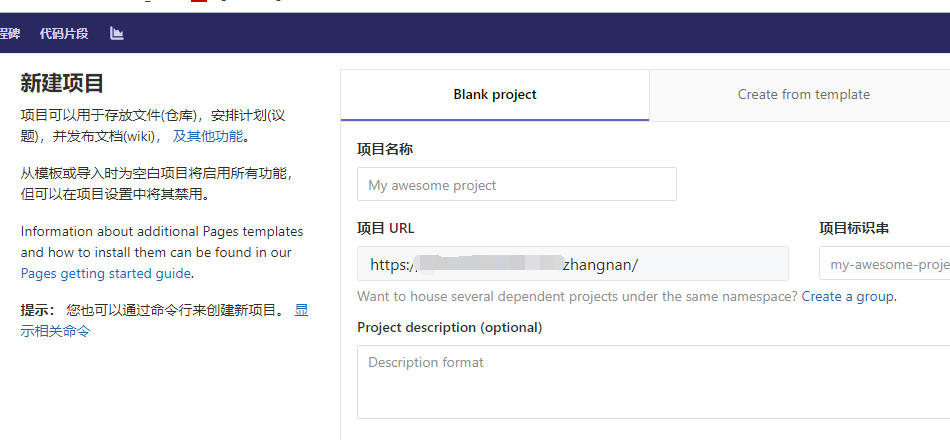 程碑 代码片段
新建项目
项目可以用于存放文件(仓库)，安排计划(议
题)，并发布文档(wiki)， 及其他功能。
从模板或导入时为空白项目将启用所有功能，
但可以在项目设置中将其禁用。
Information about additional Pages templates
and how to install them can be found in our
Pages getting started guide.
提示： 您也可以通过命令行来创建新项目。 显
示相关命令
Blank project
Create from template
项目名称
My awesome project
项目 URL
项目标识串
https:/ zhangnan/
my-awesome-proje
Want to house several dependent projects under the same namespace? Create a group.
Project description (optional)
Description format